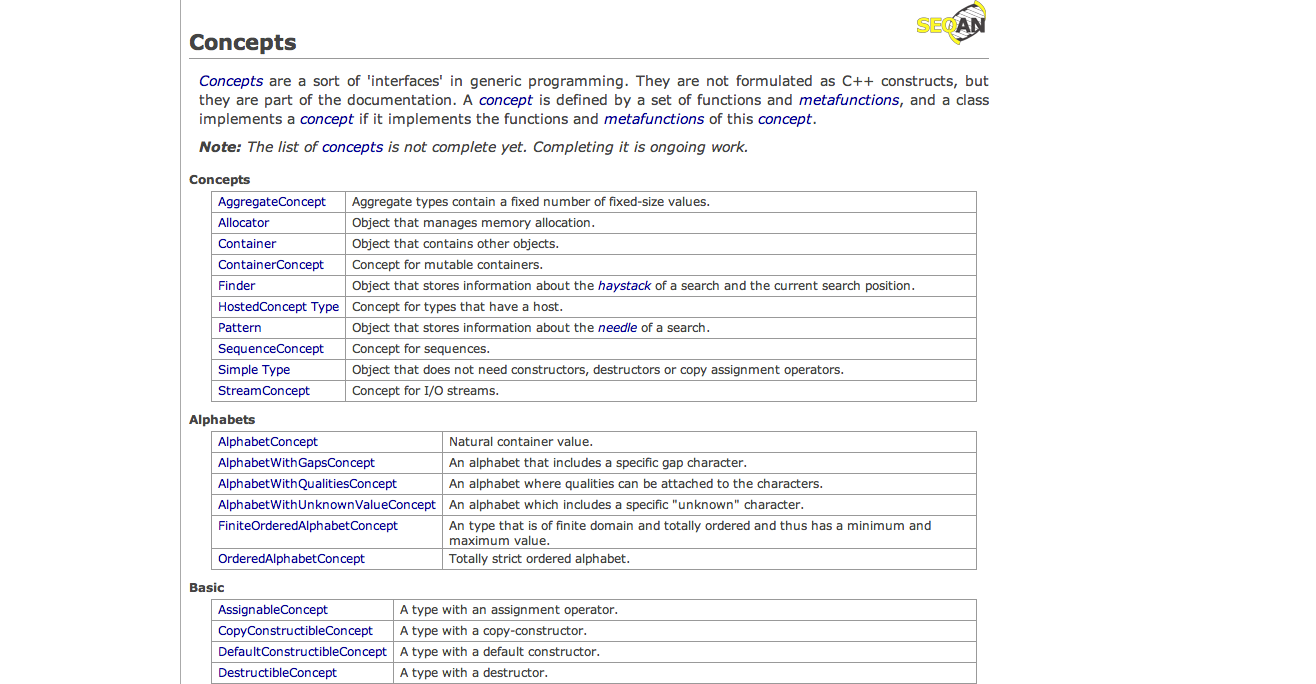 SEQAN
Concepts
Concepts are a sort of 'interfaces' in generic programming. They are not formulated as C++ constructs, but
they are part of the documentation. A concept is defined by a set of functions and metafunctions, and a class
implements a concept if it implements the functions and metafunctions of this concept.
Note: The list of concepts is not complete yet. Completing it is ongoing work.
Concepts
AggregateConcept Aggregate types contain a fixed number of fixed-size values.
Allocator Object that manages memory allocation.
Container Object that contains other objects.
ContainerConcept Concept for mutable containers.
Finder Object that stores information about the haystack of a search and the current search position.
HostedConcept Type Concept for types that have a host.
Pattern Object that stores information about the needle of a search.
SequenceConcept Concept for sequences.
Simple Type Object that does not need constructors, destructors or copy assignment operators.
StreamConcept Concept for I/O streams.
Alphabets
AlphabetConcept Natural container value.
AlphabetWithGapsConcept An alphabet that includes a specific gap character.
AlphabetWithQualitiesConcept An alphabet where qualities can be attached to the characters.
AlphabetWithUnknownValueConcept An alphabet which includes a specific "unknown" character.
FiniteOrderedAlphabetConcept An type that is of finite domain and totally ordered and thus has a minimum and
maximum value.
OrderedAlphabetConcept Totally strict ordered alphabet.
Basic
AssignableConcept A type with an assignment operator.
CopyConstructibleConcept A type with a copy-constructor.
DefaultConstructibleConcept A type with a default constructor.
DestructibleConcept A type with a destructor.